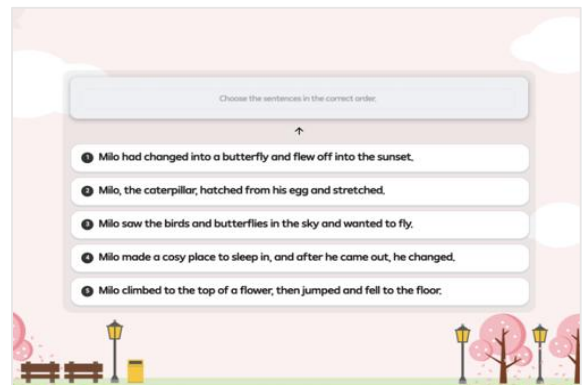 Choose the sentences in the correct order.
1 Milo had changed into a butterfly and flew off into the sunset.
2 Milo, the caterpillar, hatched from his egg and stretched.
3 Milo saw the birds and butterflies in the sky and wanted to fly.
4 Milo made a cosy place to sleep in, and after he came out, he changed.
5 Milo climbed to the top of a flower, then jumped and fell to the floor.